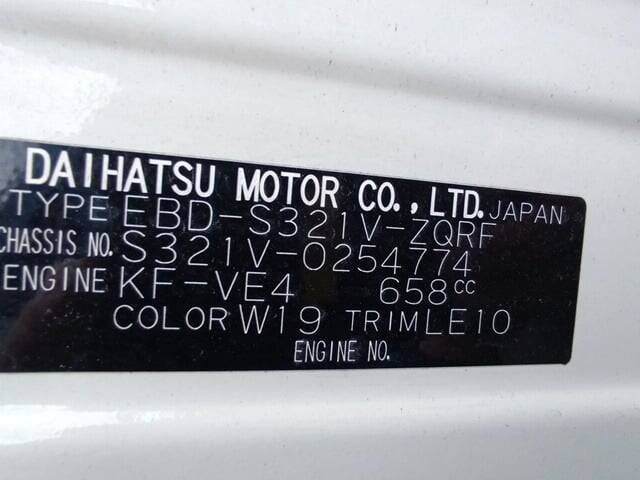 DAIHATSU MOTOR CO., LTD. JAPAN
TYPE EBD-S321V-ZQRF
CHASSIS NO. S321V-0254774
ENGINE KF-VE4 658cc
COLOR W19 TRIM LE10
ENGINE NO.